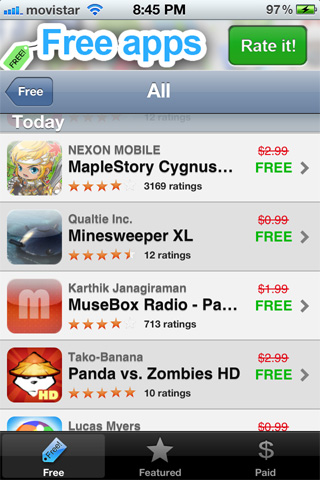 movistar 8:45 PM 97%
FREE! Free apps Rate it!
Free All
Today
NEXON MOBILE $2.99
MapleStory Cygnus... FREE
3169 ratings
Qualtie Inc. $0.99
Minesweeper XL FREE
12 ratings
Karthik Janagiraman $1.99
MuseBox Radio - Pa... FREE
m
713 ratings
Tako-Banana $2.99
Panda vs. Zombies HD FREE
HD
10 ratings
Lucas Myers $0.99
Free!
$
Free Featured Paid